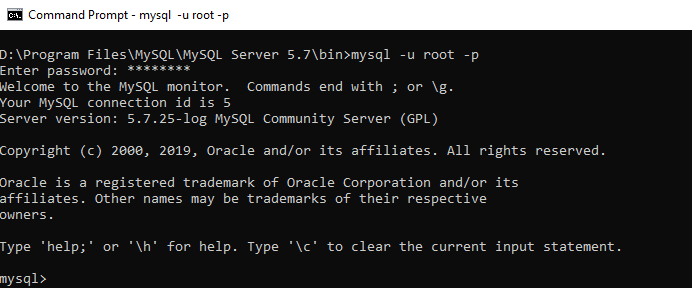 Command Prompt - mysql -u root -p
D:\Program Files\MySQL\MySQL Server 5.7\bin>mysql -u root -p
Enter password: ********
Welcome to the MySQL monitor.  Commands end with ; or \g.
Your MySQL connection id is 5
Server version: 5.7.25-log MySQL Community Server (GPL)
Copyright (c) 2000, 2019, Oracle and/or its affiliates. All rights reserved.
Oracle is a registered trademark of Oracle Corporation and/or its
affiliates. Other names may be trademarks of their respective
owners.
Type 'help;' or '\h' for help. Type '\c' to clear the current input statement.
mysql>